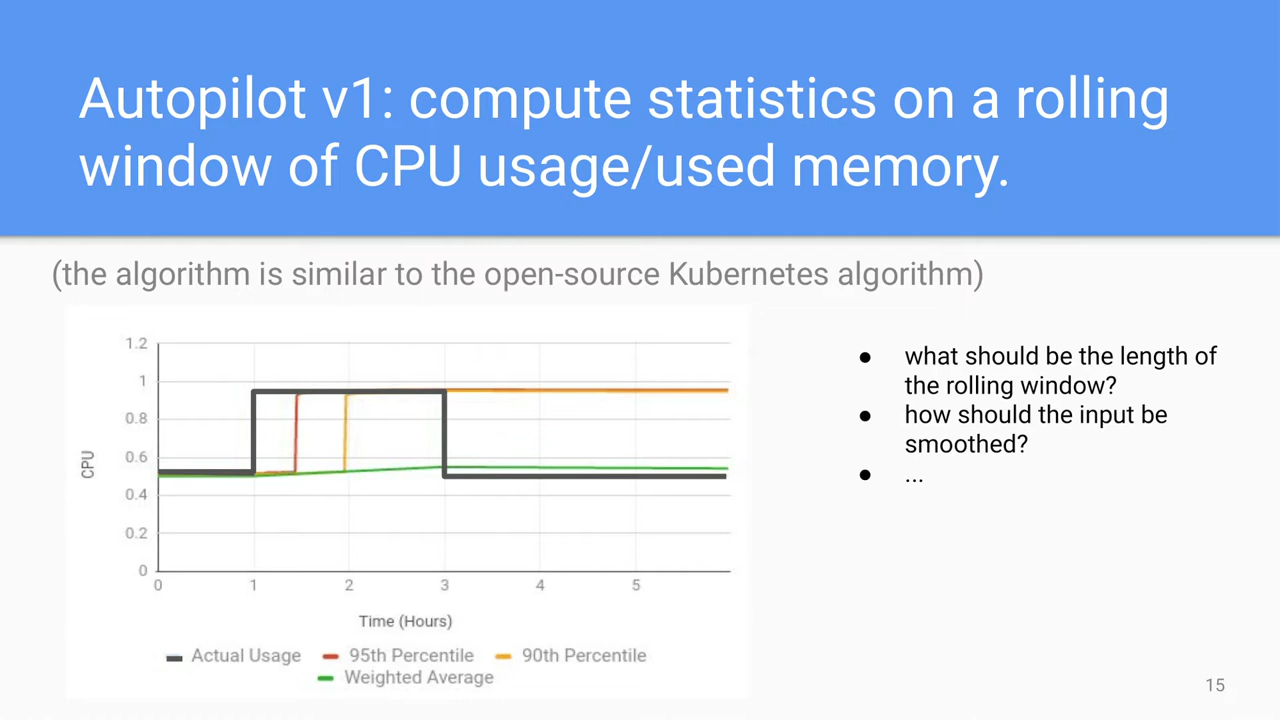 Autopilot v1: compute statistics on a rolling
window of CPU usage/used memory.
(the algorithm is similar to the open-source Kubernetes algorithm)
1.2
1
0.8
0.6
0.4
0.2
0
CPU
0 1 2 3 4 5
Time (Hours)
Actual Usage 95th Percentile 90th Percentile
Weighted Average
● what should be the length of
the rolling window?
● how should the input be
smoothed?
● ...
15